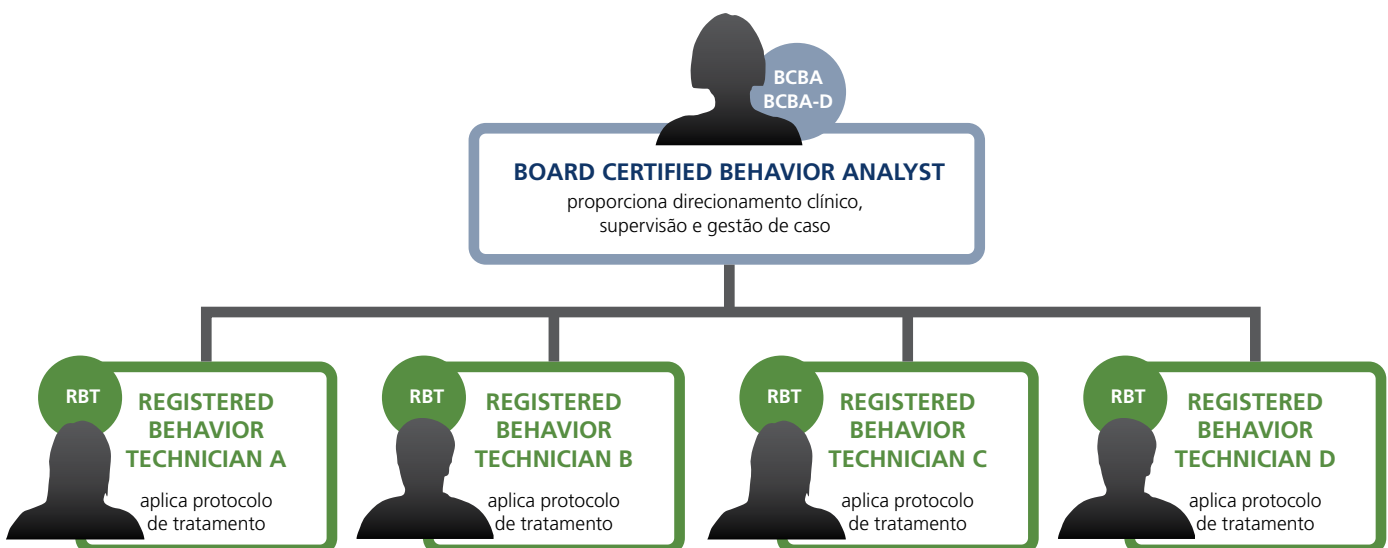 BCBA
BCBA-D
BOARD CERTIFIED BEHAVIOR ANALYST
proporciona direcionamento clínico,
supervisão e gestão de caso
RBT
REGISTERED
BEHAVIOR
TECHNICIAN A
aplica protocolo
de tratamento
RBT
REGISTERED
BEHAVIOR
TECHNICIAN B
aplica protocolo
de tratamento
RBT
REGISTERED
BEHAVIOR
TECHNICIAN C
aplica protocolo
de tratamento
RBT
REGISTERED
BEHAVIOR
TECHNICIAN D
aplica protocolo
de tratamento